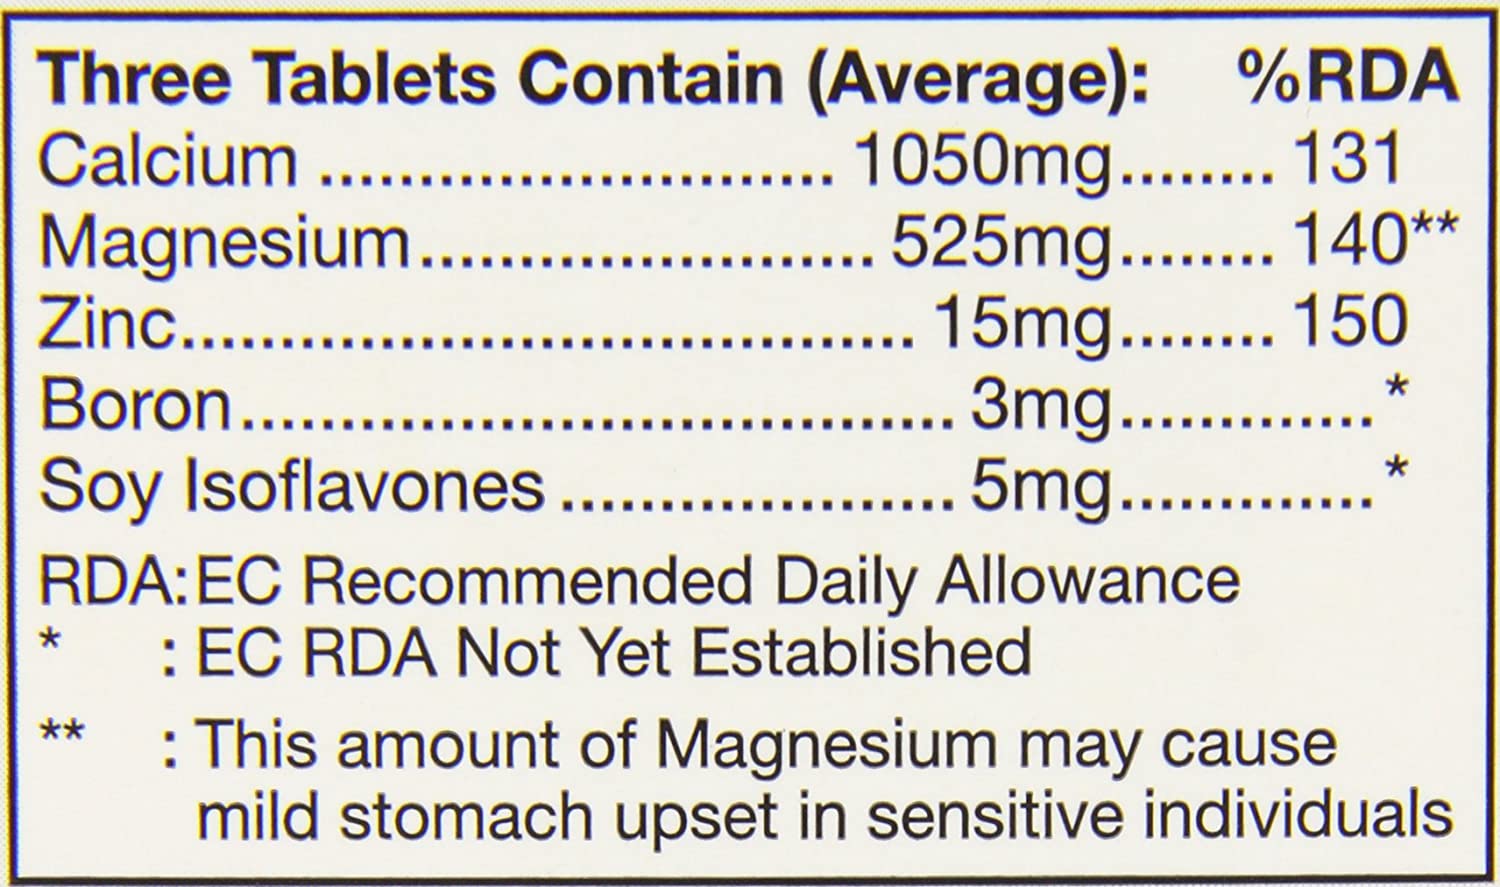 Three Tablets Contain (Average): %RDA
Calcium .......................... 1050mg........ 131
Magnesium....................... 525mg........ 140**
Zinc..................................... 15mg........ 150
Boron.................................... 3mg............. *
Soy Isoflavones .................... 5mg............. *
RDA: EC Recommended Daily Allowance
* : EC RDA Not Yet Established
** : This amount of Magnesium may cause
mild stomach upset in sensitive individuals